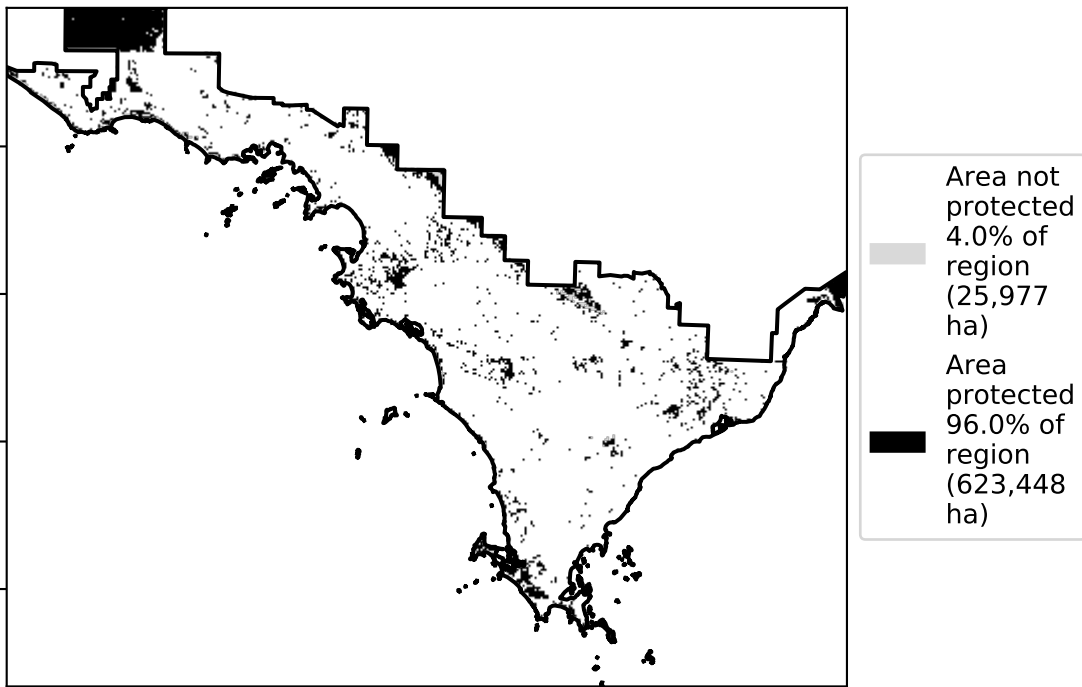 Area not
protected
4.0% of
region
(25,977
ha)
Area
protected
96.0% of
region
(623,448
ha)